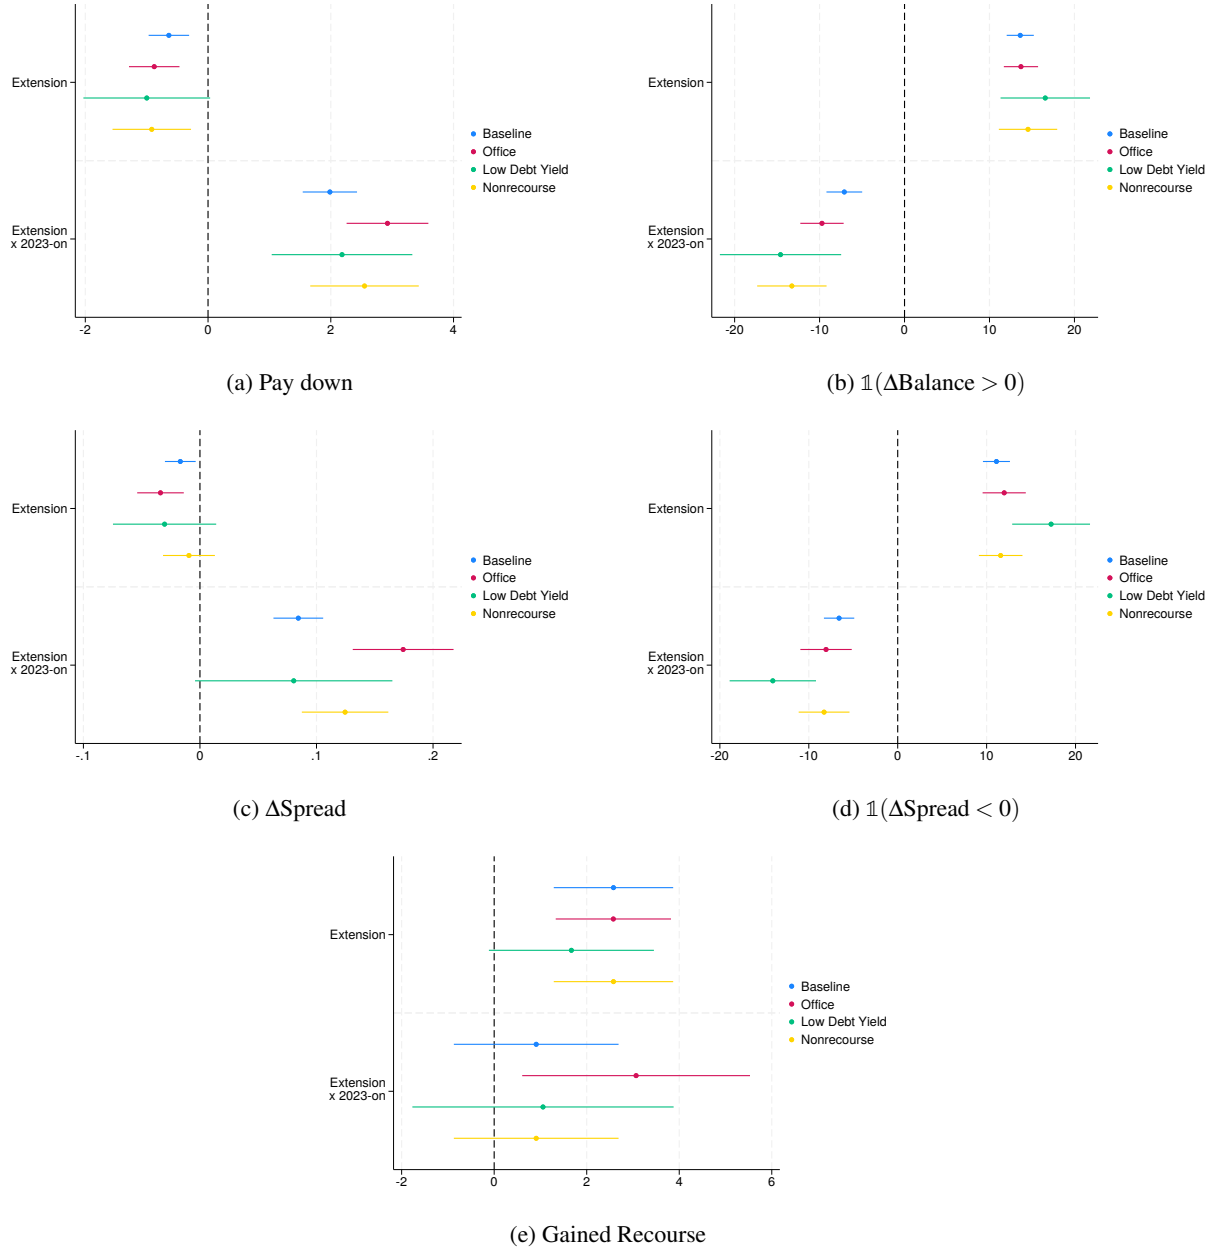 Extension
Extension
x 2023-on
-2 0 2 4
Baseline
Office
Low Debt Yield
Nonrecourse
(a) Pay down
Extension
Extension
x 2023-on
-20 -10 0 10 20
Baseline
Office
Low Debt Yield
Nonrecourse
(b) 𝟙(ΔBalance > 0)
Extension
Extension
x 2023-on
-.1 0 .1 .2
Baseline
Office
Low Debt Yield
Nonrecourse
(c) ΔSpread
Extension
Extension
x 2023-on
-20 -10 0 10 20
Baseline
Office
Low Debt Yield
Nonrecourse
(d) 𝟙(ΔSpread < 0)
Extension
Extension
x 2023-on
-2 0 2 4 6
Baseline
Office
Low Debt Yield
Nonrecourse
(e) Gained Recourse